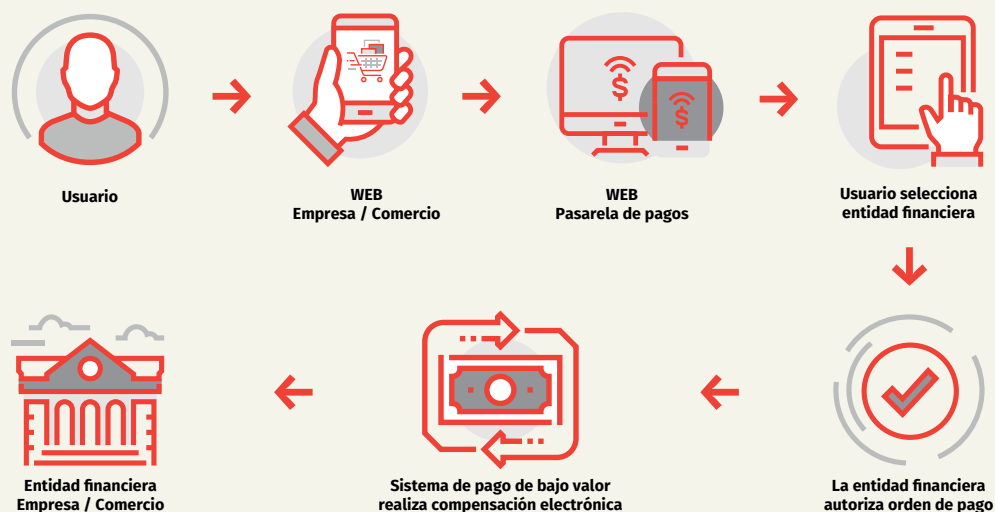 Usuario
WEB
Empresa / Comercio
WEB
Pasarela de pagos
Usuario selecciona
entidad financiera
La entidad financiera
autoriza orden de pago
Sistema de pago de bajo valor
realiza compensación electrónica
Entidad financiera
Empresa / Comercio